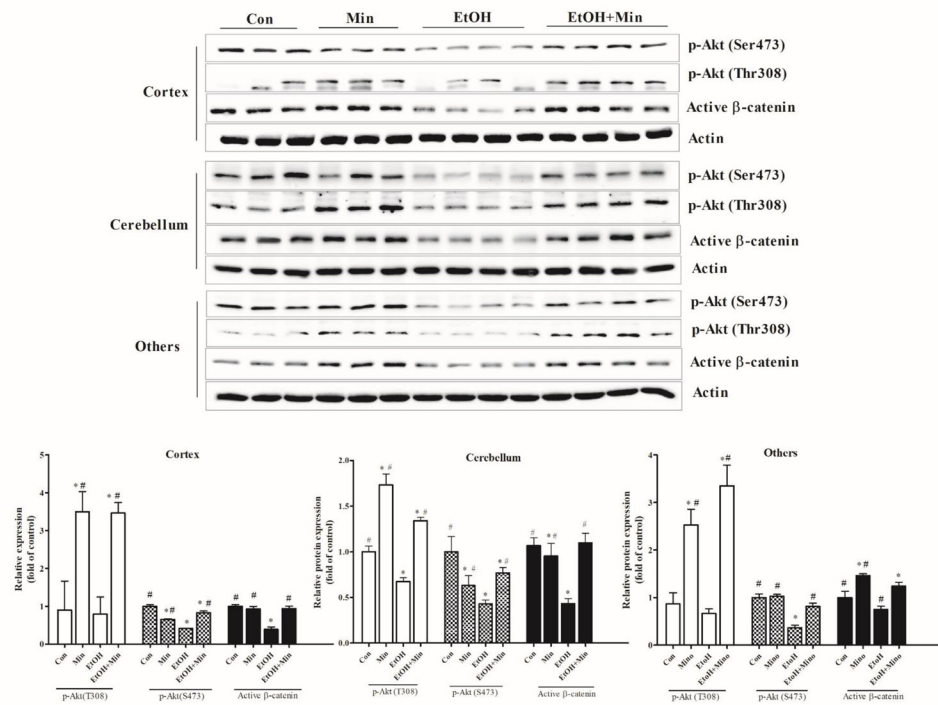 Con Min EtOH EtOH+Min
Cortex
p-Akt (Ser473)
p-Akt (Thr308)
Active β-catenin
Actin
Cerebellum
p-Akt (Ser473)
p-Akt (Thr308)
Active β-catenin
Actin
Others
p-Akt (Ser473)
p-Akt (Thr308)
Active β-catenin
Actin
Cortex
Relative expression
(fold of control)
5
4
3
2
1
0
* # * #
# * # * * #
# # * #
Con Min EtOH EtOH+Min Con Min EtOH EtOH+Min Con Min EtOH EtOH+Min
p-Akt(T308) p-Akt(S473) Active β-catenin
Cerebellum
Relative protein expression
(fold of control)
2.0
1.5
1.0
0.5
0.0
# * # * * #
# * # * * #
# * # * #
Con Min EtOH EtOH+Min Con Min EtOH EtOH+Min Con Min EtOH EtOH+Min
p-Akt (T308) p-Akt (S473) Active β-catenin
Others
Relative protein expression
(fold of control)
4
3
2
1
0
* # *#
# # * #
# * # # *
Con Mino EtoH EtoH+Mino Con Mino EtoH EtoH+Mino Con Mino EtoH EtoH+Mino
p-Akt (T308) p-Akt (S473) Active β-catenin